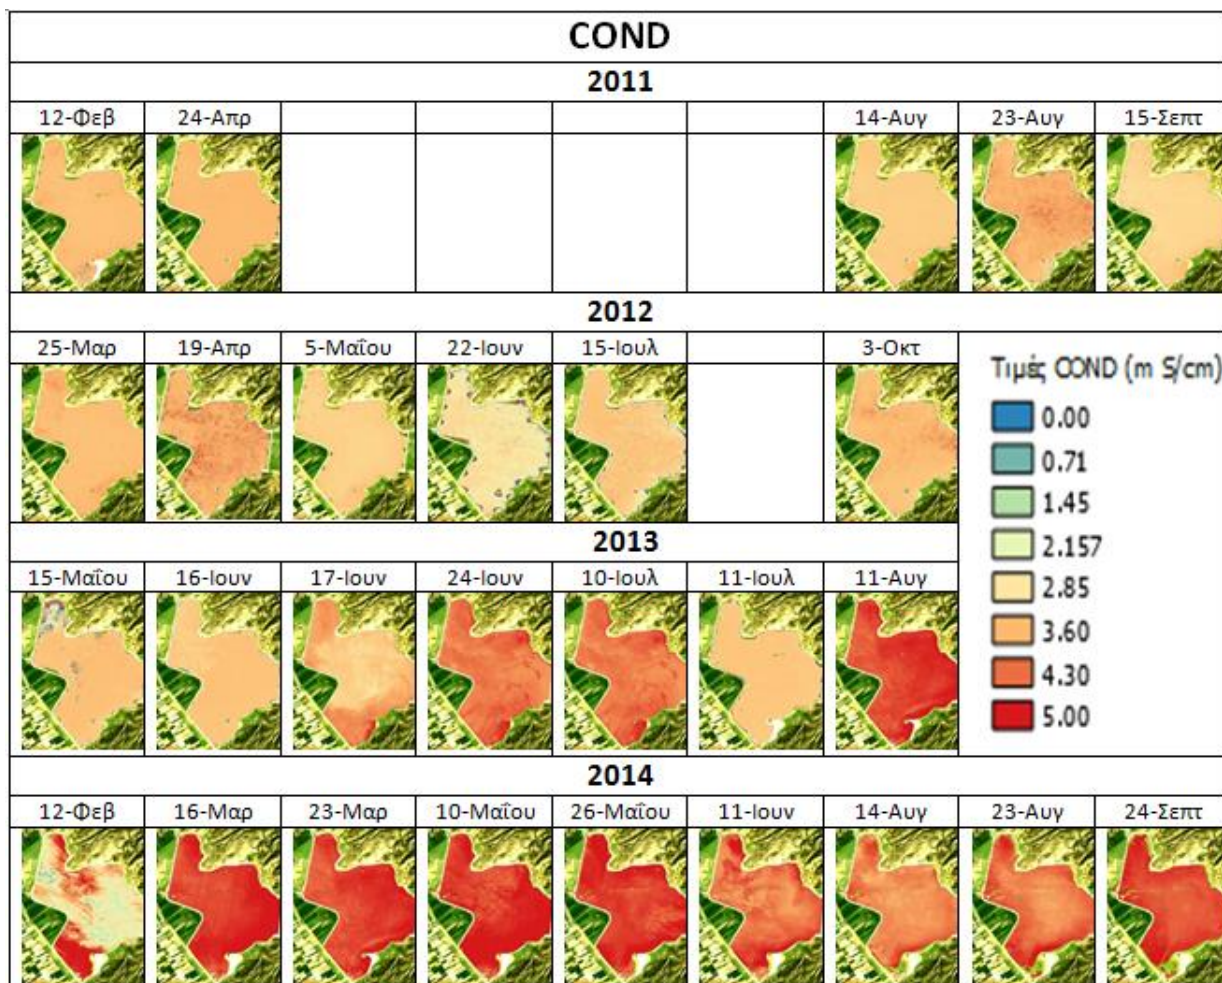 COND
2011
12-Φεβ 24-Απρ 14-Αυγ 23-Αυγ 15-Σεπτ
2012
25-Μαρ 19-Απρ 5-Μαΐου 22-Ιουν 15-Ιουλ 3-Οκτ
Τιμές COND (m S/cm)
0.00
0.71
1.45
2.157
2.85
3.60
4.30
5.00
2013
15-Μαΐου 16-Ιουν 17-Ιουν 24-Ιουν 10-Ιουλ 11-Ιουλ 11-Αυγ
2014
12-Φεβ 16-Μαρ 23-Μαρ 10-Μαΐου 26-Μαΐου 11-Ιουν 14-Αυγ 23-Αυγ 24-Σεπτ